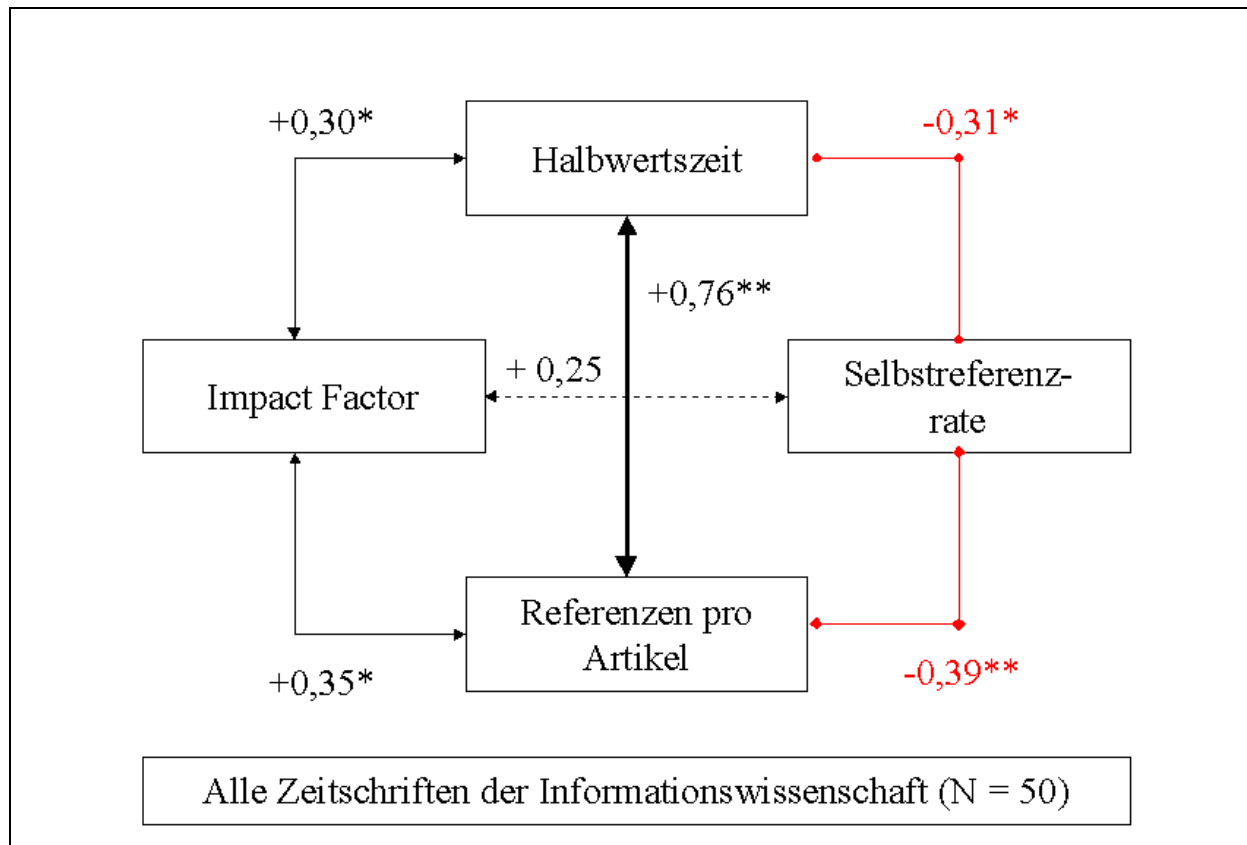 +0,30*
-0,31*
Halbwertszeit
+0,76**
Impact Factor
+ 0,25
Selbstreferenz-
rate
Referenzen pro
Artikel
+0,35*
-0,39**
Alle Zeitschriften der Informationswissenschaft (N = 50)